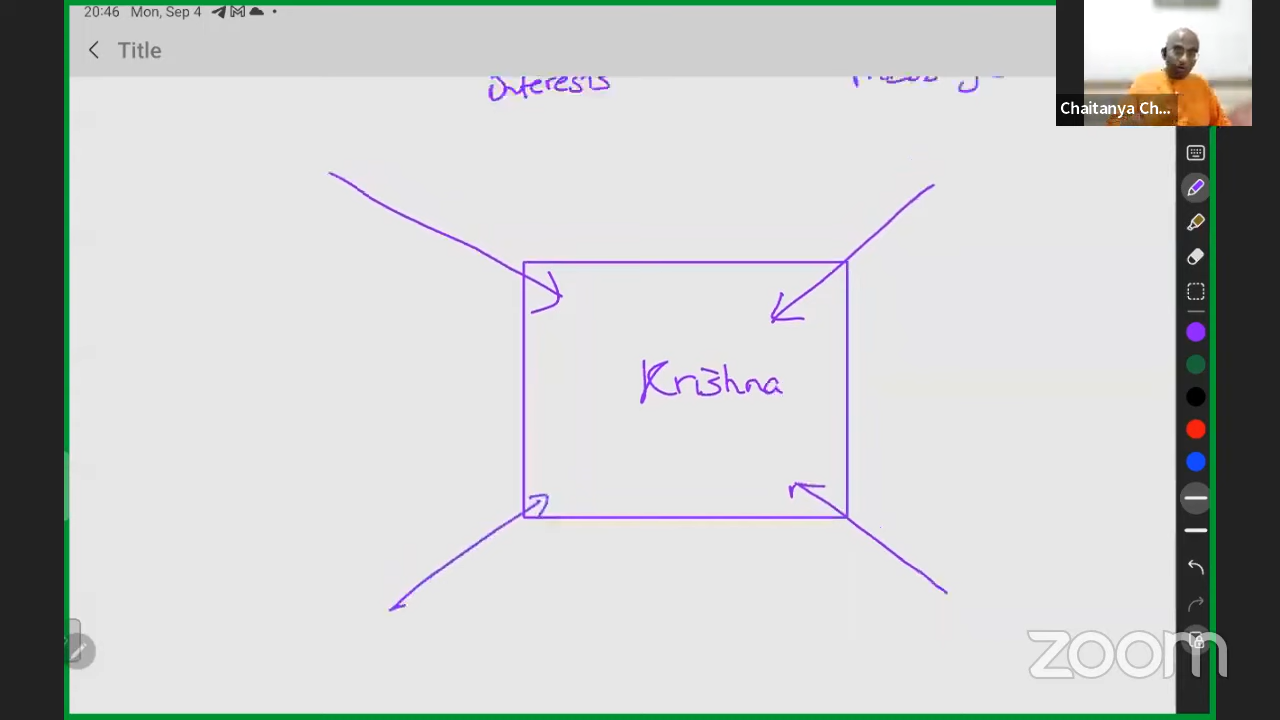 20:46 Mon, Sep 4
Title
Chaitanya Ch...
Interests
Krishna
zoom